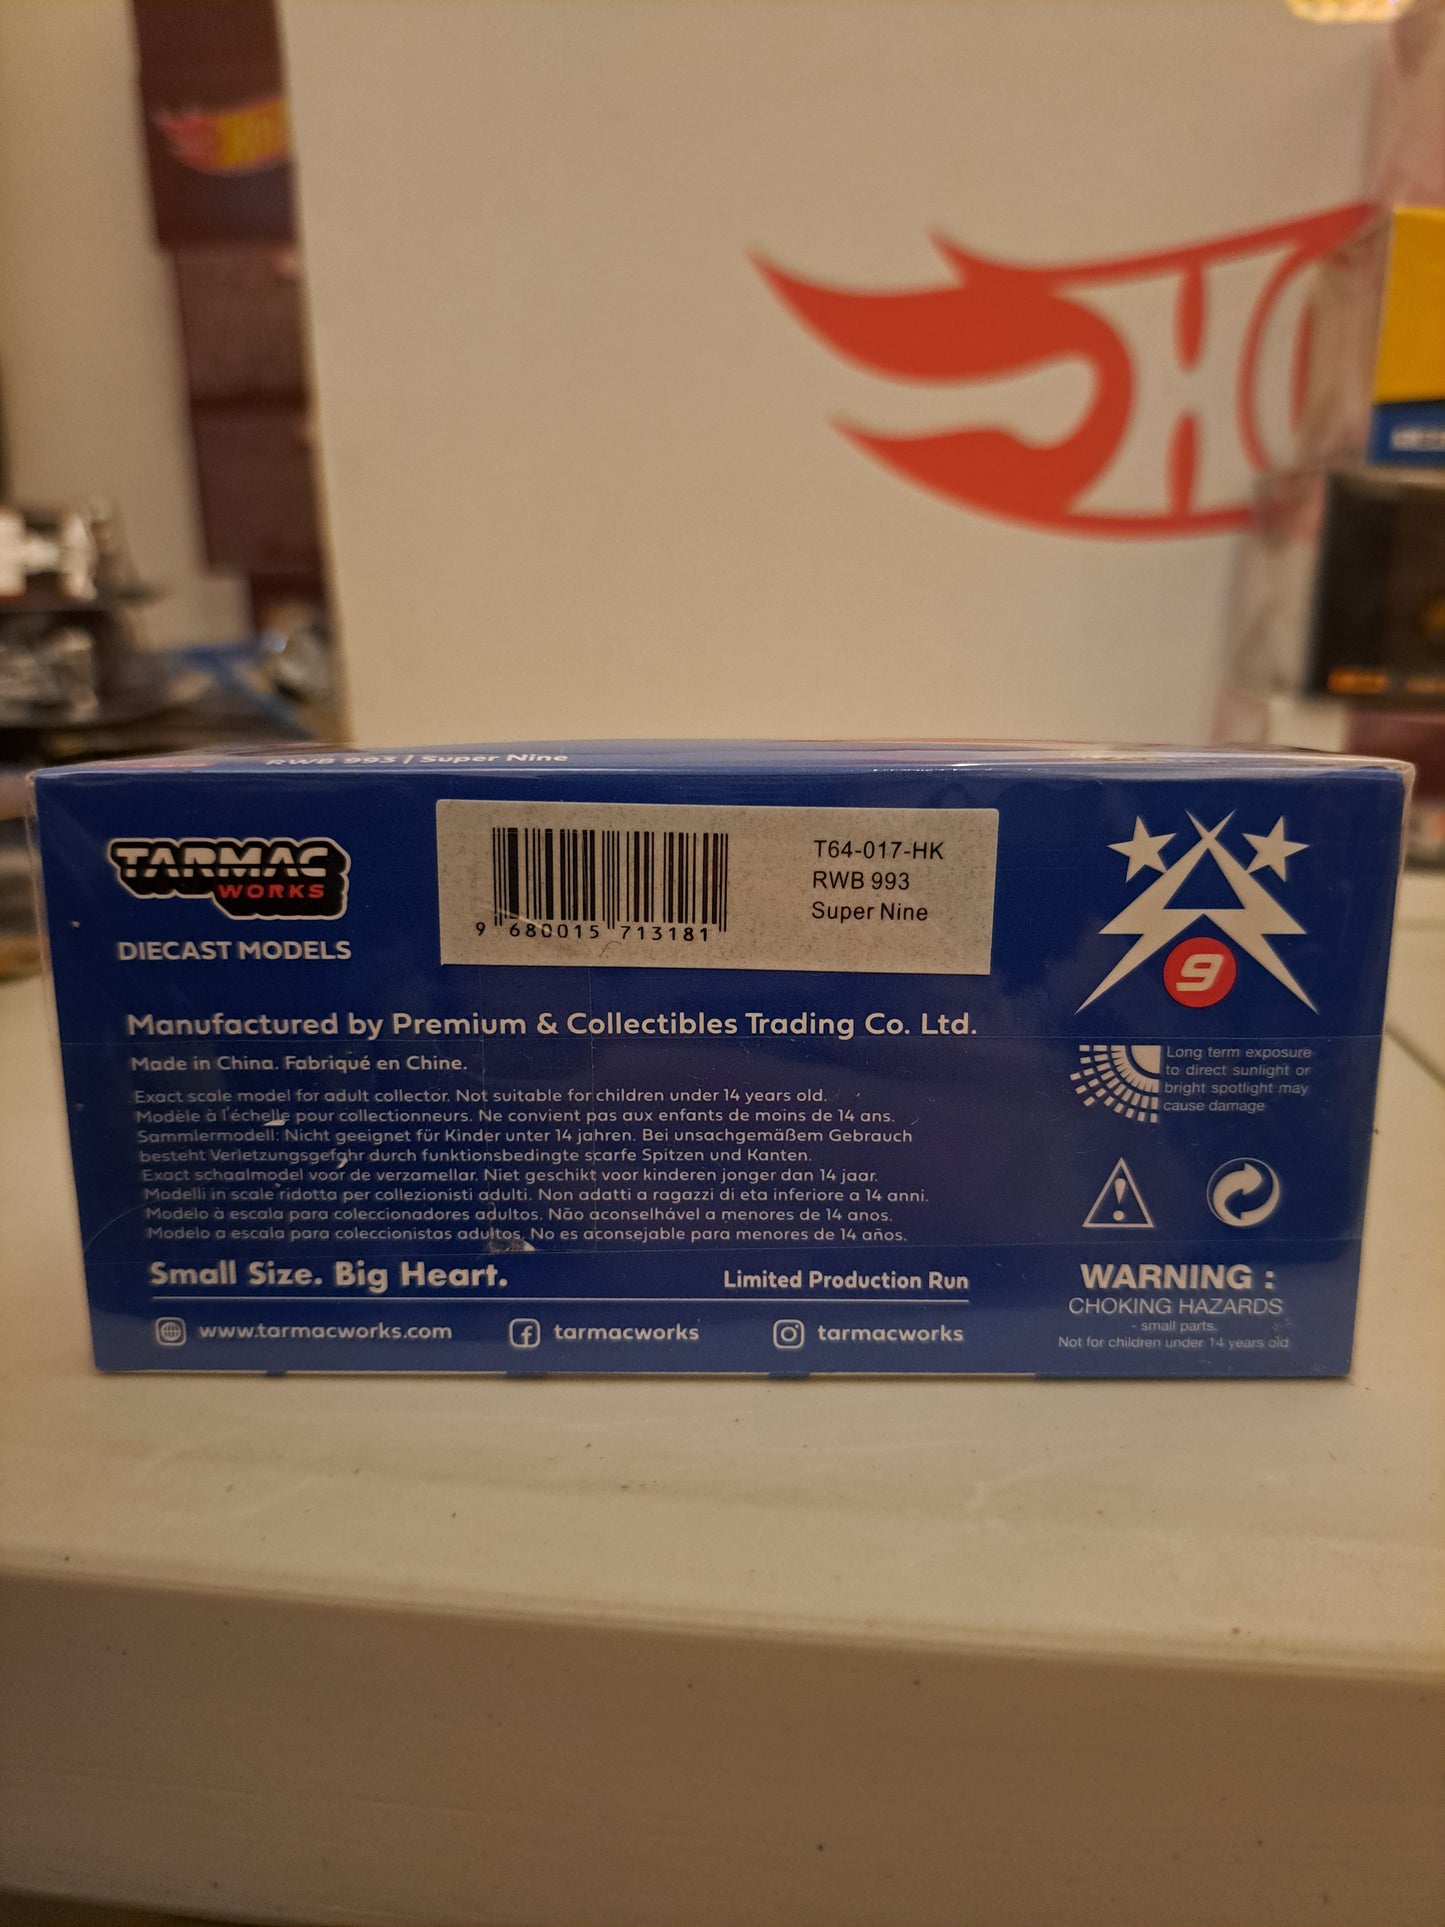 HOT
HO
RWB 993 / Super Nine
TARMAC
WORKS
DIECAST MODELS
9 680015 713181
T64-017-HK
RWB 993
Super Nine
9
Manufactured by Premium & Collectibles Trading Co. Ltd.
Made in China. Fabriqué en Chine.
Exact scale model for adult collector. Not suitable for children under 14 years old.
Modèle à l'échelle pour collectionneurs. Ne convient pas aux enfants de moins de 14 ans.
Sammlermodell: Nicht geeignet für Kinder unter 14 jahren. Bei unsachgemäßem Gebrauch
besteht Verletzungsgefahr durch funktionsbedingte scarfe Spitzen und Kanten.
Exact schaalmodel voor de verzamellar. Niet geschikt voor kinderen jonger dan 14 jaar.
Modelli in scale ridotta per collezionisti adulti. Non adatti a ragazzi di eta inferiore a 14 anni.
Modelo à escala para coleccionadores adultos. Não aconselhável a menores de 14 anos.
Modelo a escala para coleccionistas adultos. No es aconsejable para menores de 14 años.
Small Size. Big Heart.
Limited Production Run
www.tarmacworks.com
tarmacworks
tarmacworks
Long term exposure
to direct sunlight or
bright spotlight may
cause damage
WARNING :
CHOKING HAZARDS
- small parts.
Not for children under 14 years old